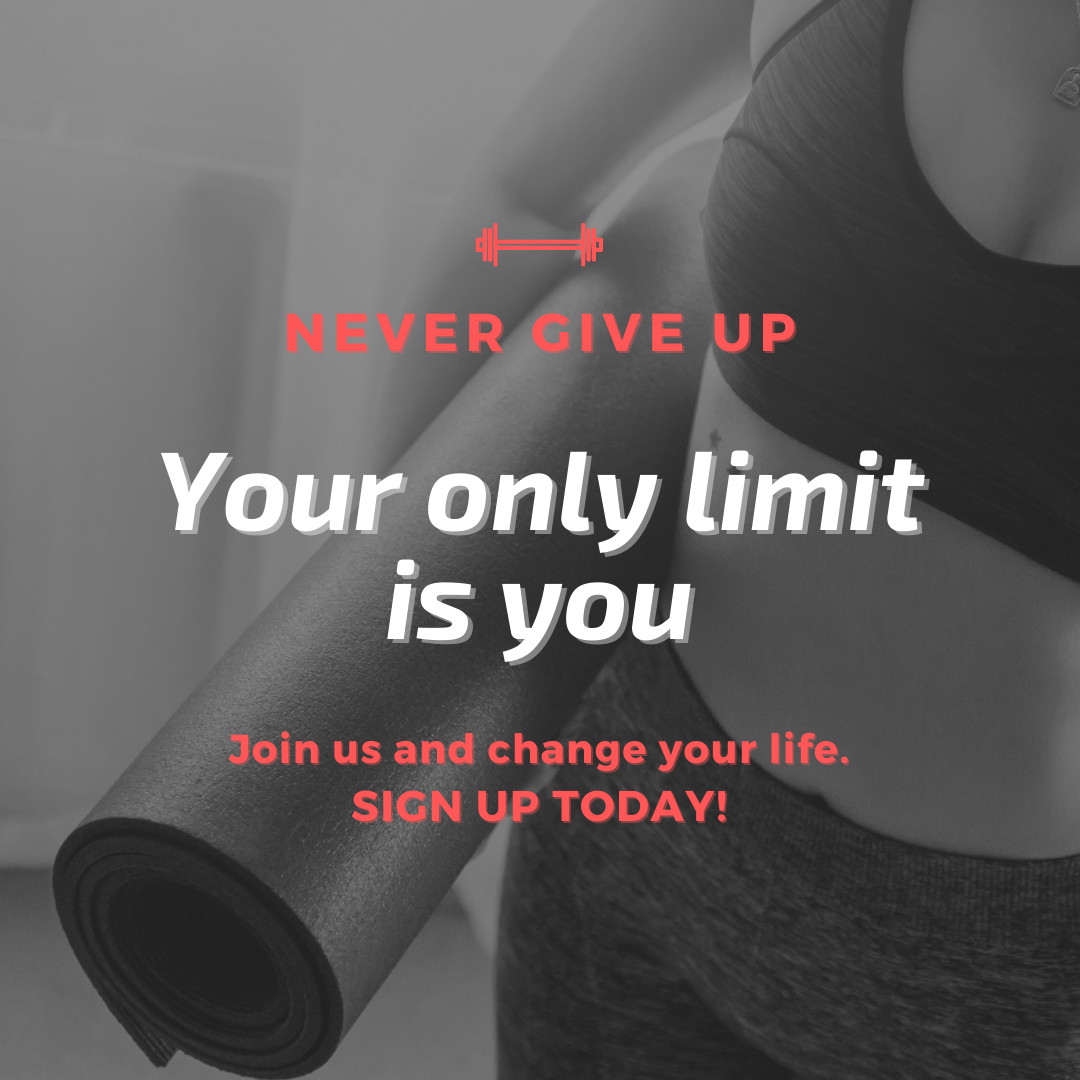 NEVER GIVE UP
Your only limit
is you
Join us and change your life.
SIGN UP TODAY!